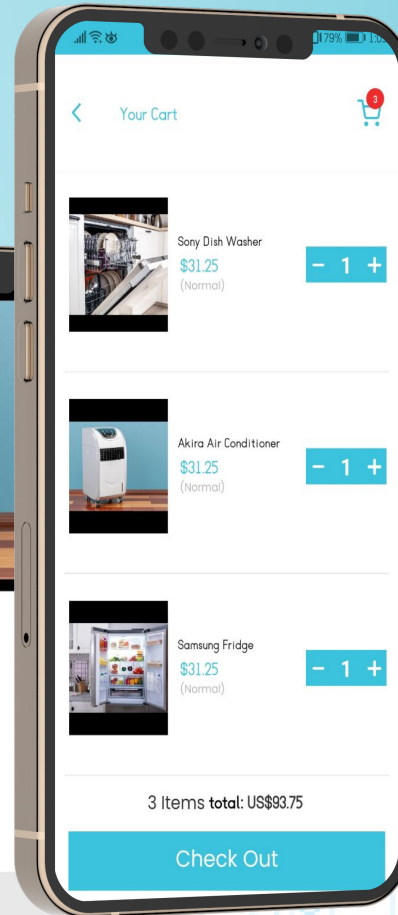 79%
Your Cart
3
Sony Dish Washer
$31.25
(Normal)
- 1 +
Akira Air Conditioner
$31.25
(Normal)
- 1 +
Samsung Fridge
$31.25
(Normal)
- 1 +
3 Items total: US$93.75
Check Out